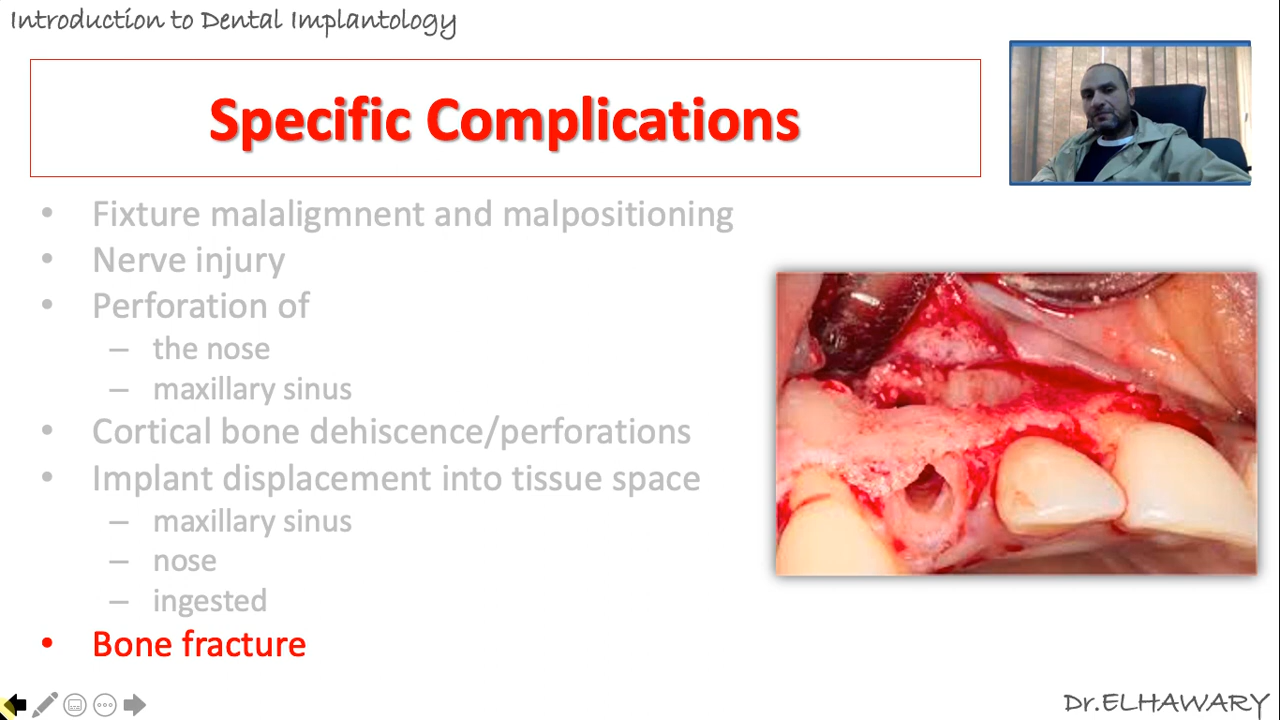 Introduction to Dental Implantology
Specific Complications
• Fixture malaligmnent and malpositioning
• Nerve injury
• Perforation of
– the nose
– maxillary sinus
• Cortical bone dehiscence/perforations
• Implant displacement into tissue space
– maxillary sinus
– nose
– ingested
• Bone fracture
Dr.ELHAWARY